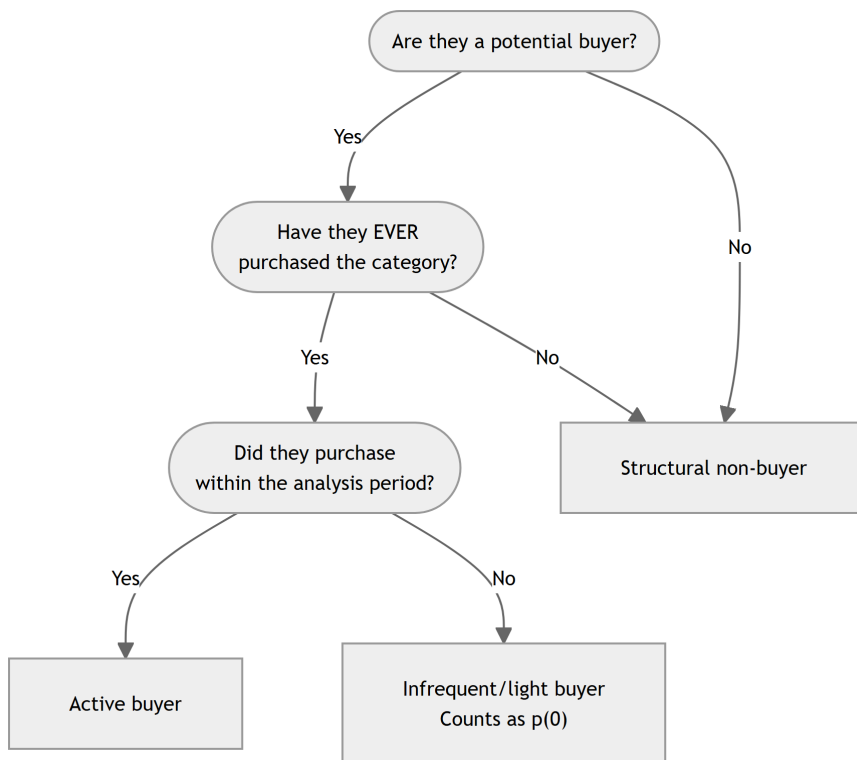 Are they a potential buyer?
Yes
Have they EVER
purchased the category?
No
Yes
No
Did they purchase
within the analysis period?
Structural non-buyer
Yes
No
Active buyer
Infrequent/light buyer
Counts as p(0)